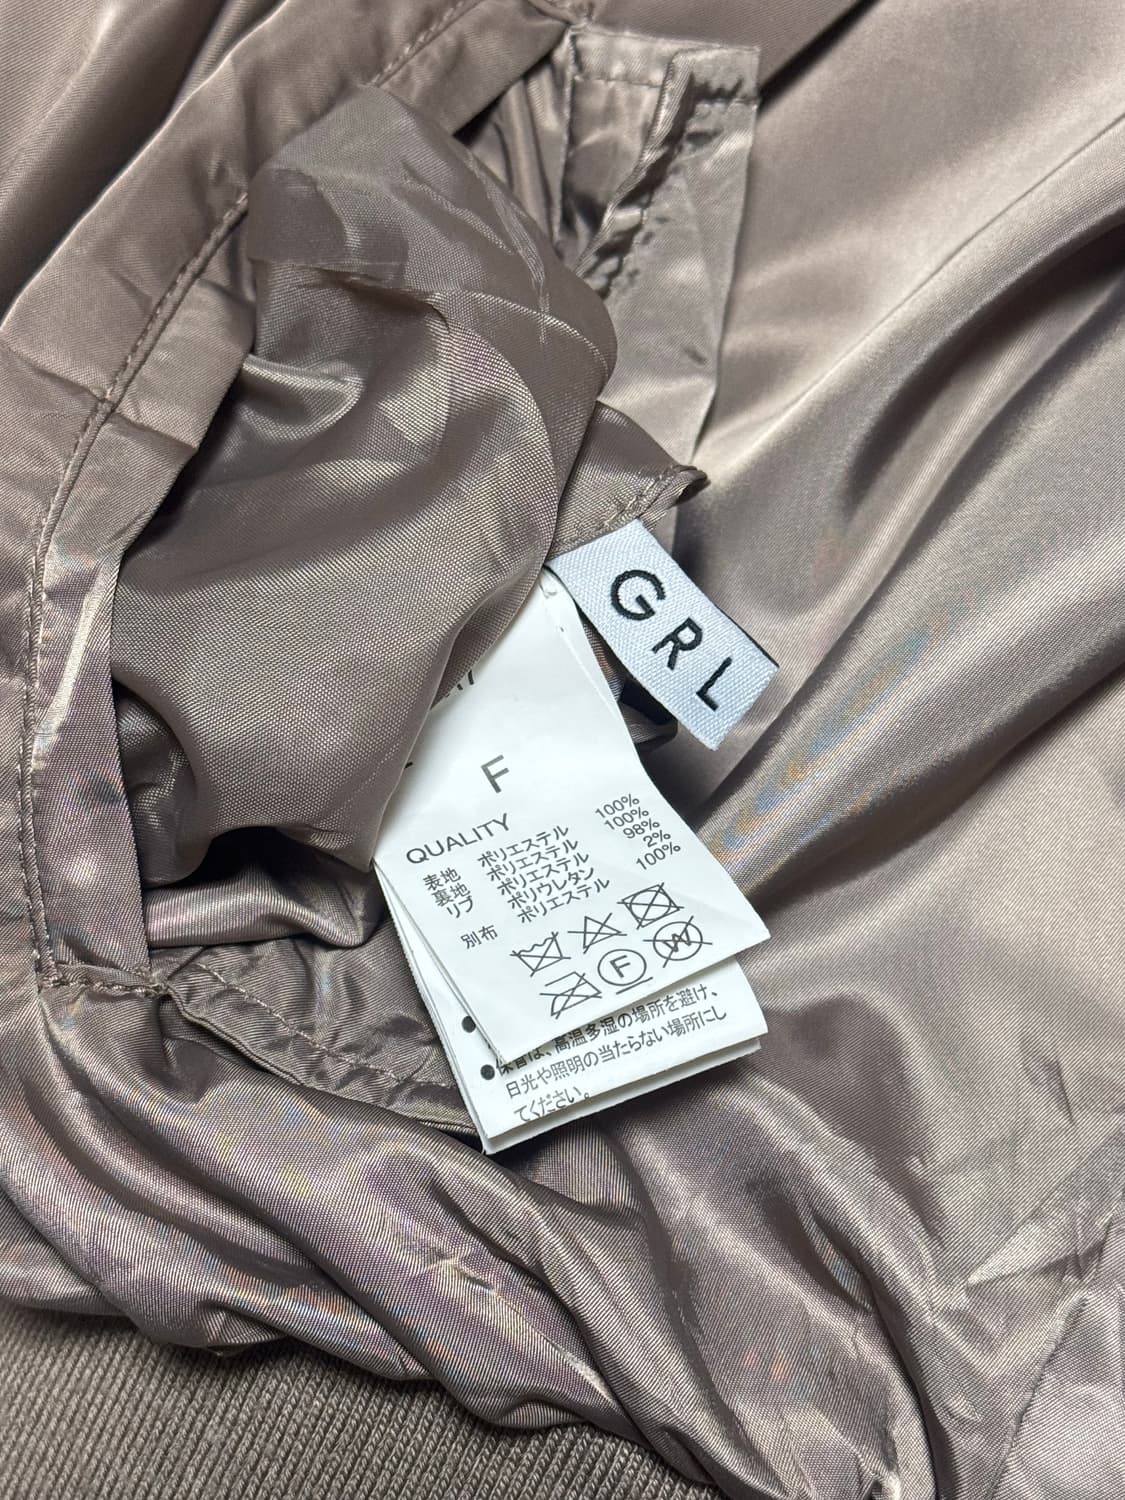 GRL
F
QUALITY
表地 ポリエステル 100%
裏地 ポリエステル 100%
リブ ポリエステル 98%
ポリウレタン 2%
別布 ポリエステル 100%
F
W
●保管は、高温多湿の場所を避け、
日光や照明の当たらない場所にし
てください。